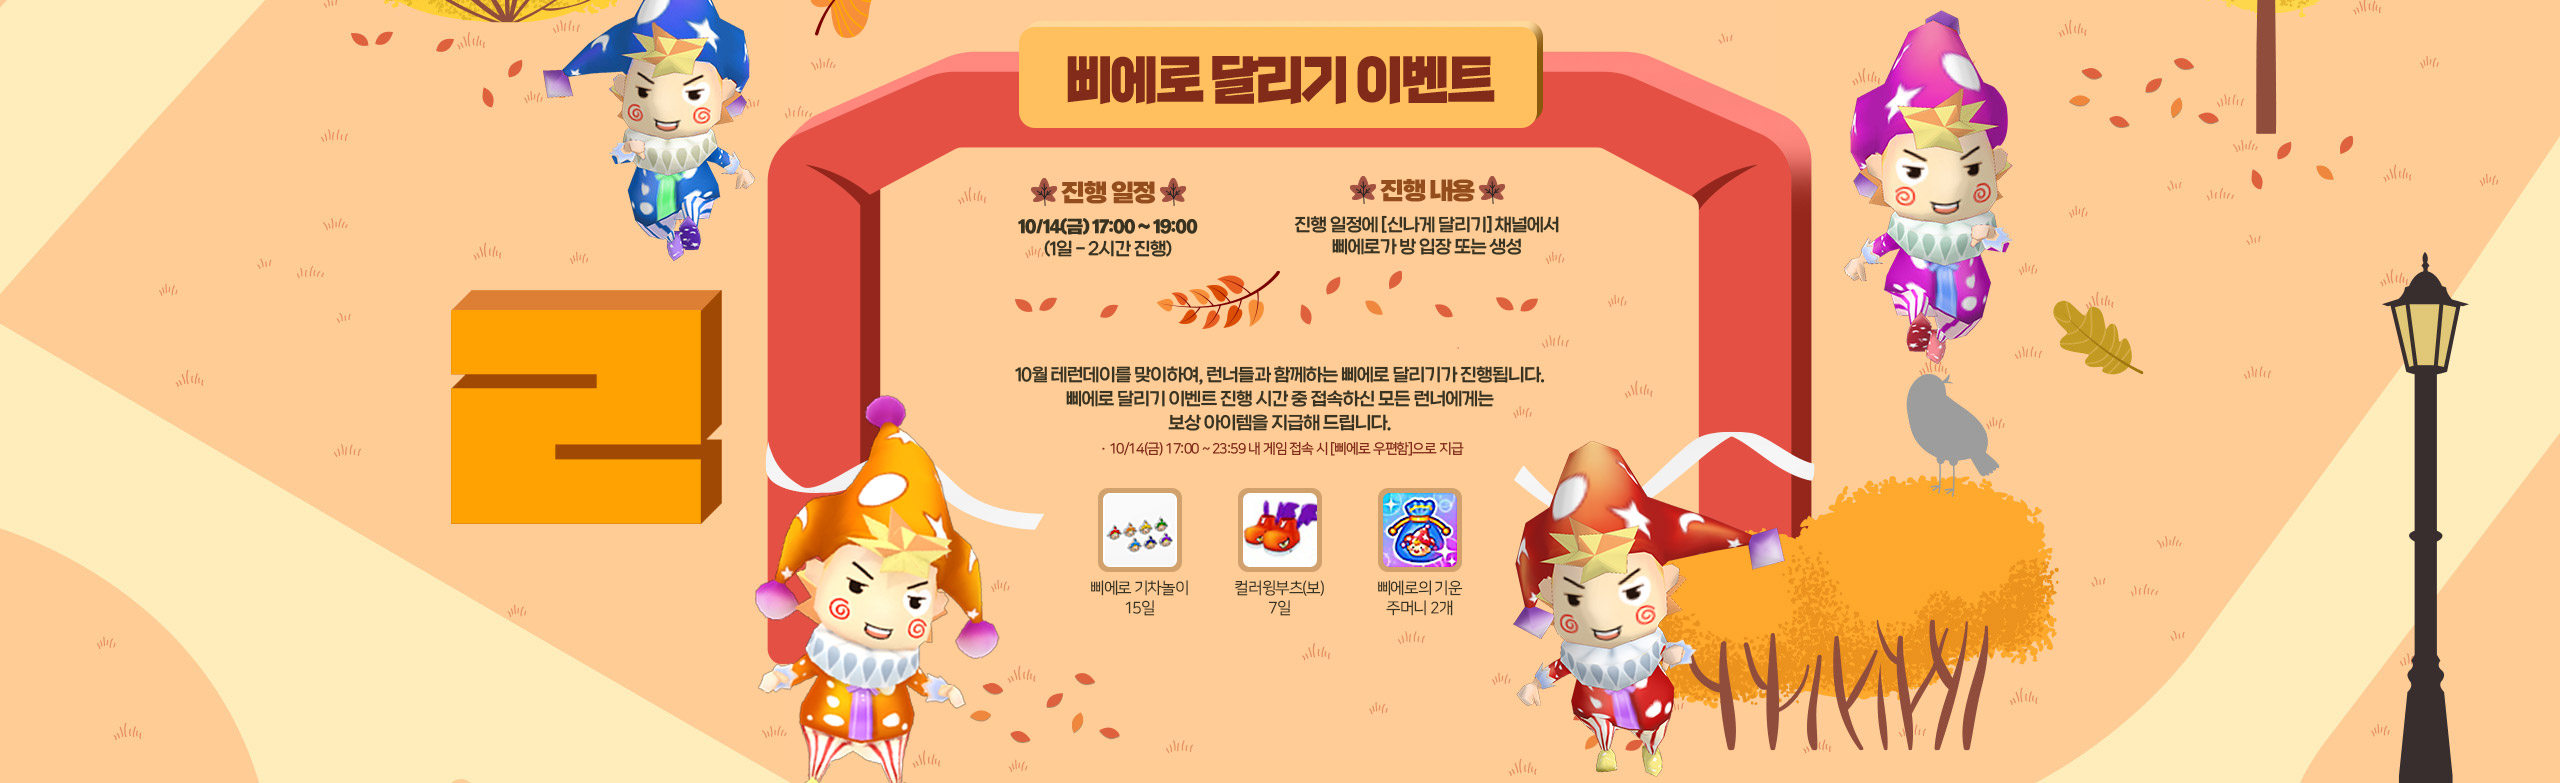 삐에로 달리기 이벤트
진행 일정
10/14(금) 17:00 ~ 19:00
(1일 - 2시간 진행)
진행 내용
진행 일정에 [신나게 달리기] 채널에서
삐에로가 방 입장 또는 생성
2
10월 테런데이를 맞이하여, 런너들과 함께하는 삐에로 달리기가 진행됩니다.
삐에로 달리기 이벤트 진행 시간 중 접속하신 모든 런너에게는
보상 아이템을 지급해 드립니다.
· 10/14(금) 17:00 ~ 23:59 내 게임 접속 시 [삐에로 우편함]으로 지급
삐에로 기차놀이
15일
컬러윙부츠(보)
7일
삐에로의 기운
주머니 2개